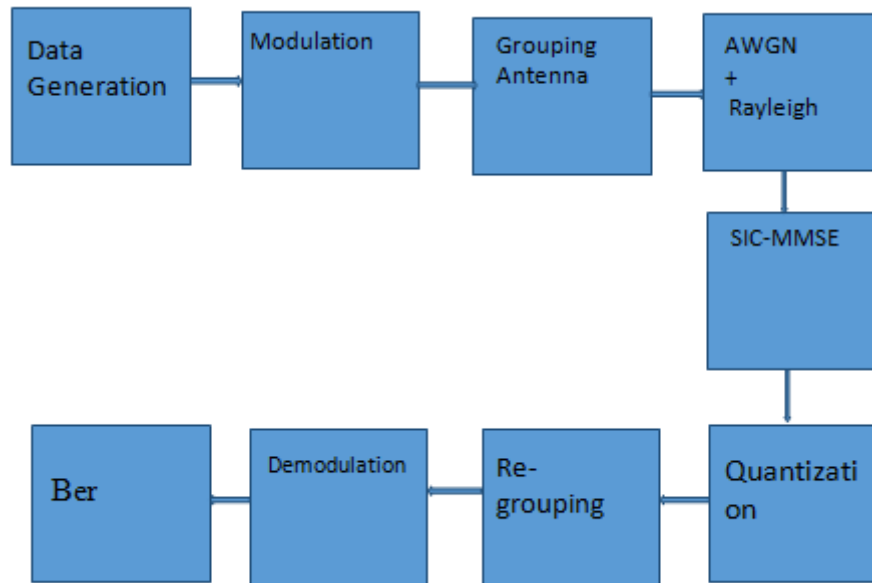 Data
Generation
Modulation
Grouping
Antenna
AWGN
+
Rayleigh
SIC-MMSE
Quantizati
on
Re-
grouping
Demodulation
Ber